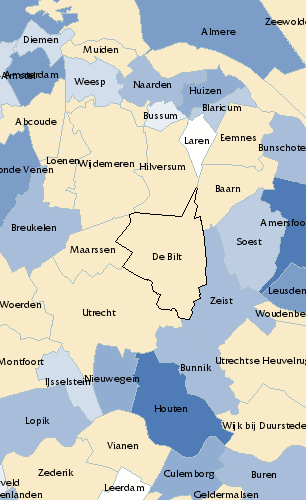 Zeewolde
Almere
Diemen
Muiden
Amsterdam
Weesp
Naarden
Huizen
Blaricum
Bussum
Abcoude
Laren
Eemnes
Bunschote
Loenen
Wijdemeren
Hilversum
onde Venen
Baarn
Breukelen
Amersfoo
Soest
Maarssen
De Bilt
Leusden
Woerden
Zeist
Utrecht
Woudenbe
Montfoort
Utrechtse Heuvelrug
Bunnik
IJsselstein
Nieuwegein
Houten
Lopik
Wijk bij Duurstede
Vianen
Zederik
Culemborg
Buren
veld
Leerdam
enlanden
Geldermalsen